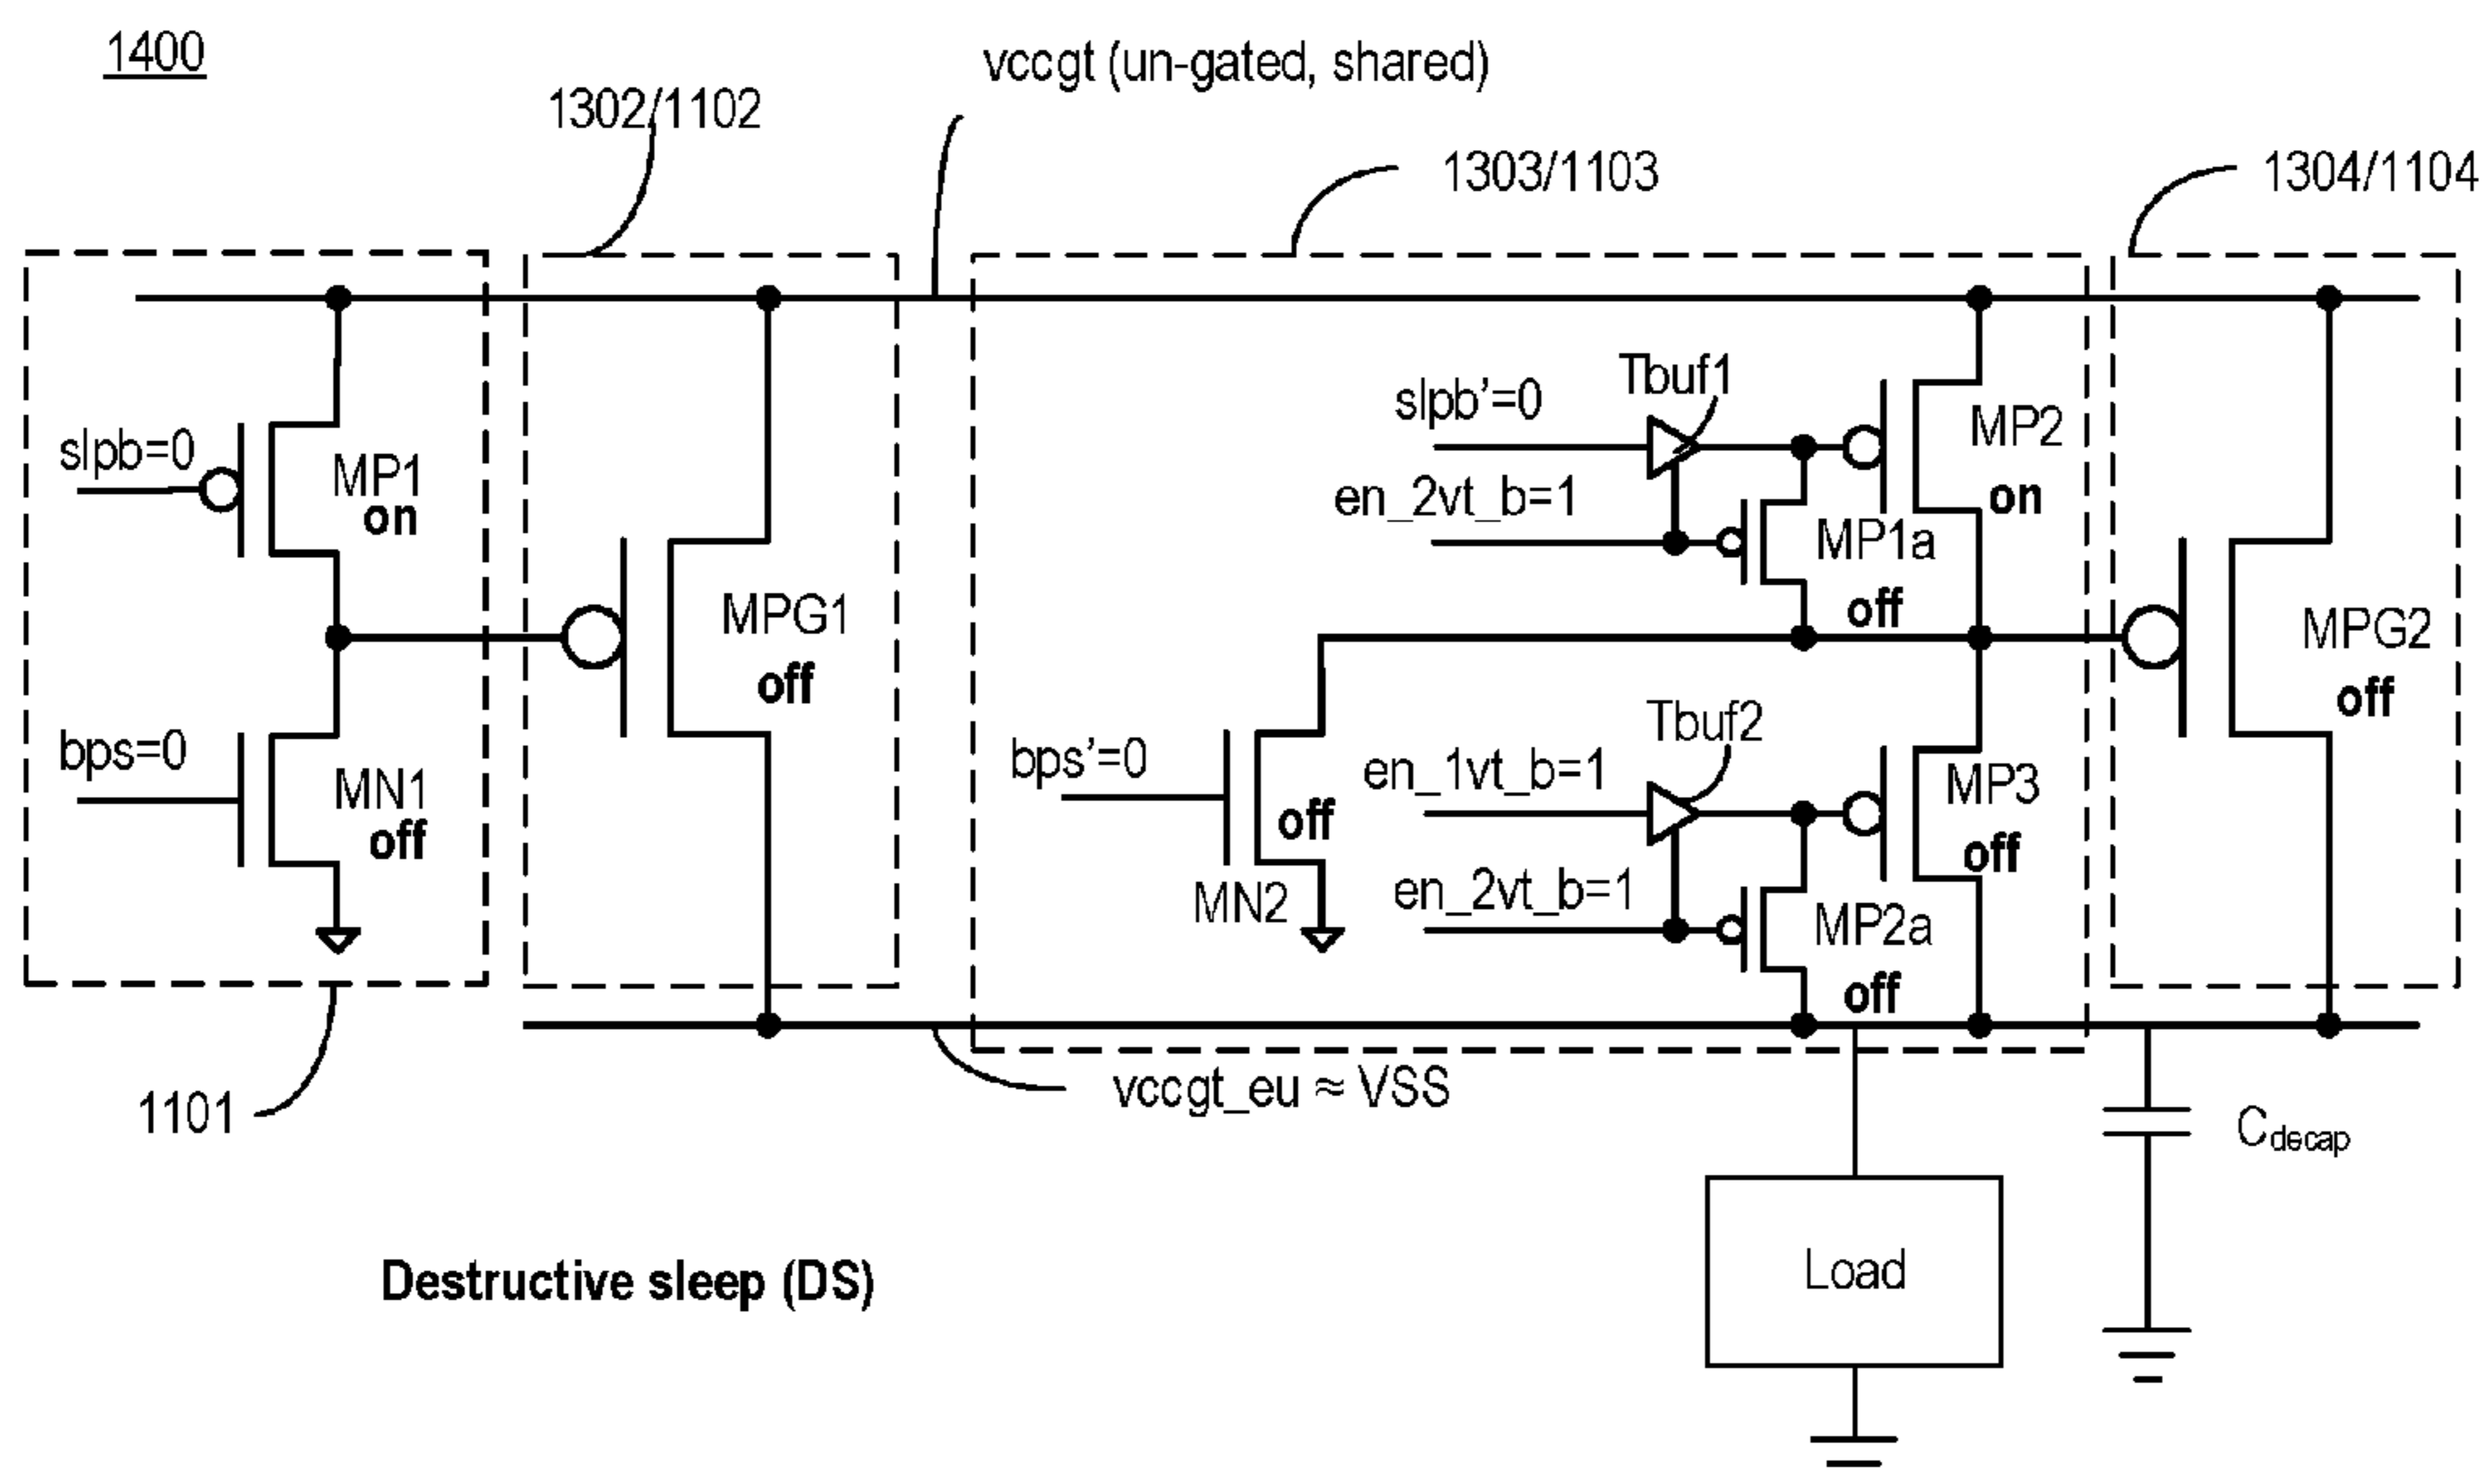 1400
vccgt (un-gated, shared)
1302/1102
1303/1103
1304/1104
slpb=0
MP1
on
MPG1
off
bps=0
MN1
off
1101
slpb’=0
Tbuf1
MP2
on
en_2vt_b=1
MP1a
off
MPG2
off
bps’=0
off
MN2
Tbuf2
en_1vt_b=1
MP3
off
en_2vt_b=1
MP2a
off
vccgt_eu ≈ VSS
Cdecap
Load
Destructive sleep (DS)